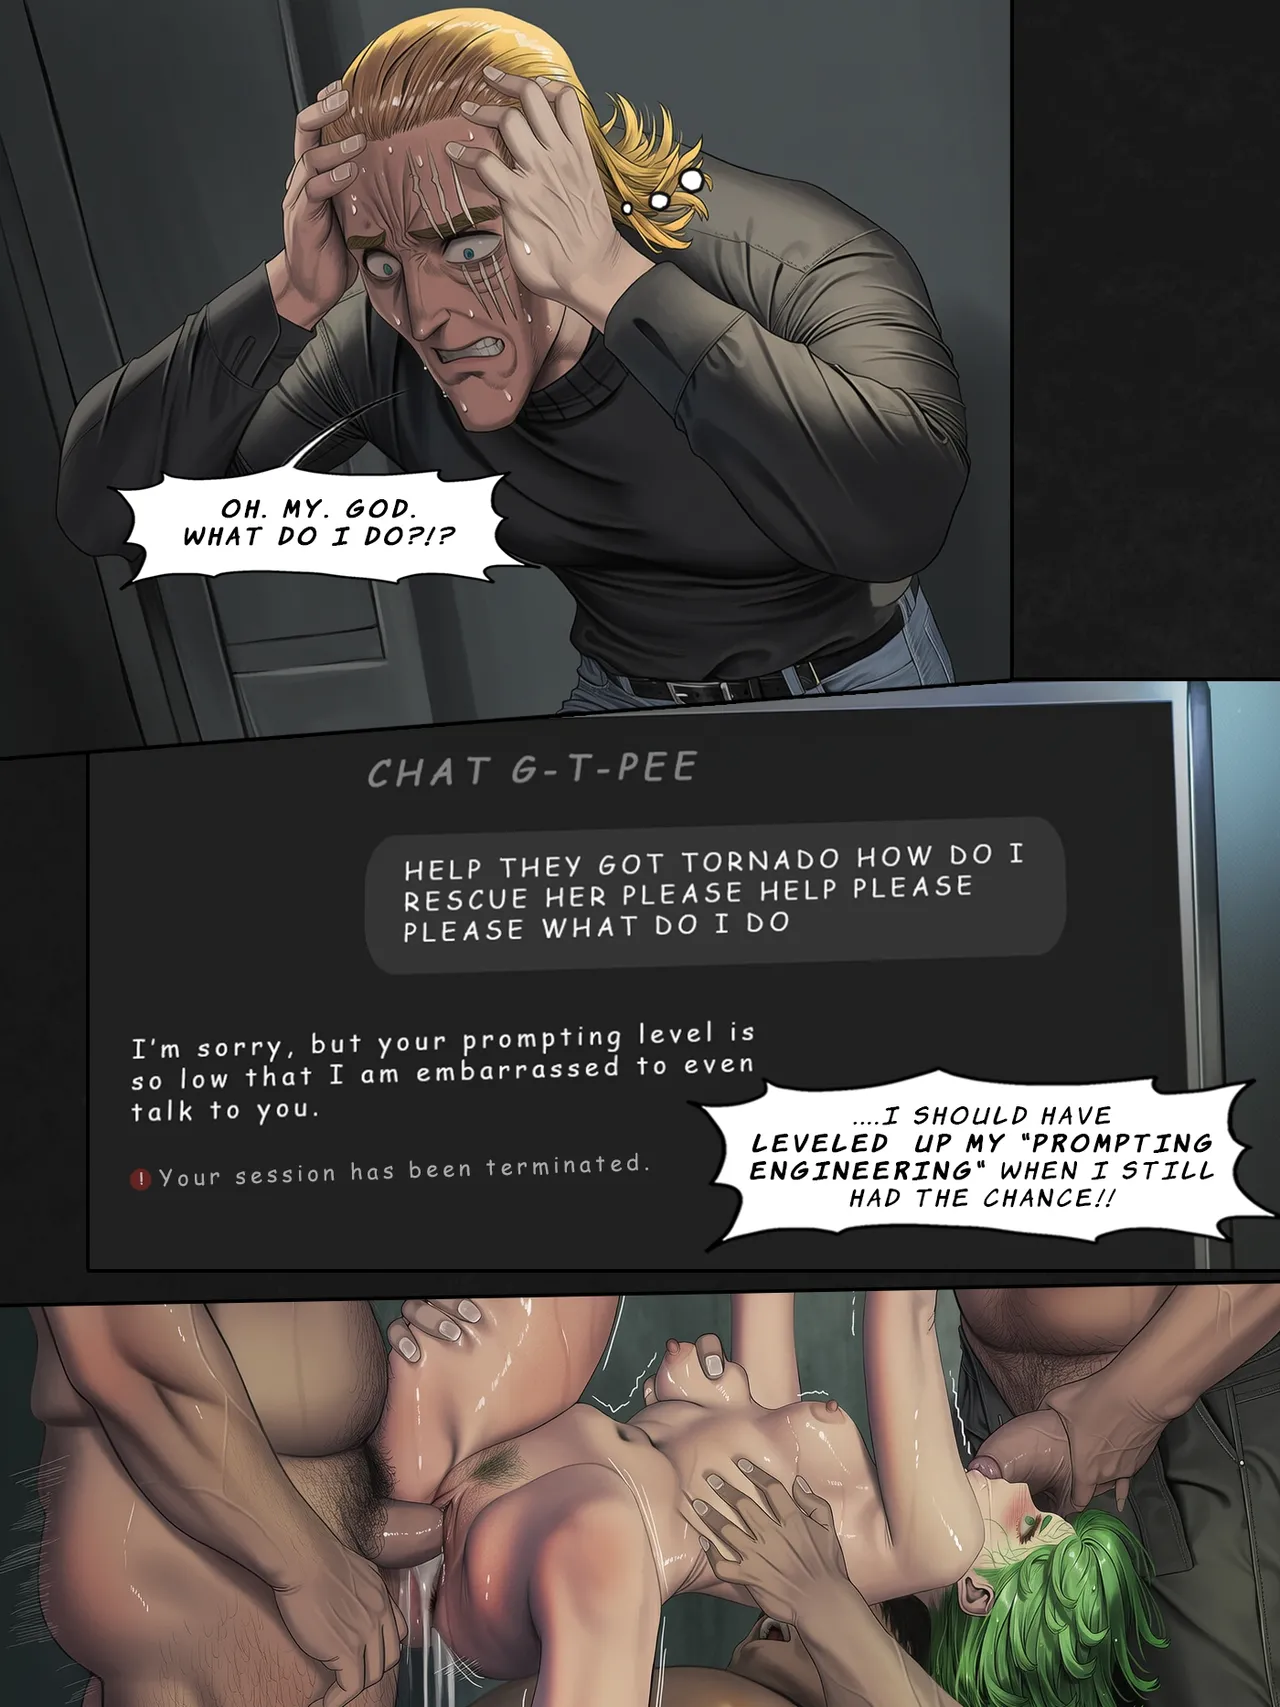 OH. MY. GOD.
WHAT DO I DO?!?
CHAT G-T-PEE
HELP THEY GOT TORNADO HOW DO I
RESCUE HER PLEASE HELP PLEASE
PLEASE WHAT DO I DO
I'm sorry, but your prompting level is
so low that I am embarrassed to even
talk to you.
! Your session has been terminated.
....I SHOULD HAVE
LEVELED UP MY "PROMPTING
ENGINEERING" WHEN I STILL
HAD THE CHANCE!!